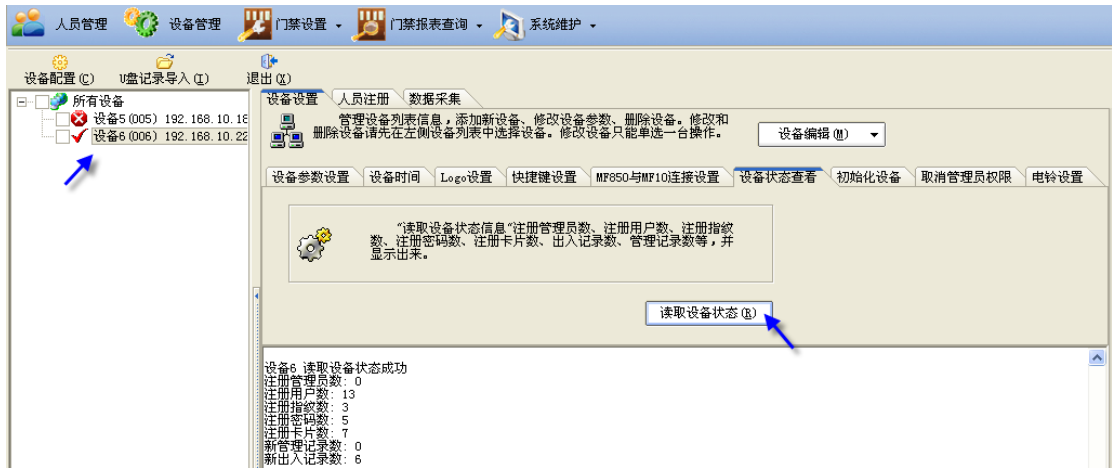 人员管理 设备管理 门禁设置 门禁报表查询 系统维护
设备配置(C) U盘记录导入(I) 退出(X)
所有设备
设备5(005) 192.168.10.18
设备6(006) 192.168.10.22
设备设置 人员注册 数据采集
管理设备列表信息，添加新设备、修改设备参数、删除设备。修改和
删除设备请先在左侧设备列表中选择设备。修改设备只能单选一台操作。
设备编辑(M)
设备参数设置 设备时间 Logo设置 快捷键设置 MF850与MF10连接设置 设备状态查看 初始化设备 取消管理员权限 电铃设置
“读取设备状态信息“注册管理员数、注册用户数、注册指纹
数、注册密码数、注册卡片数、出入记录数、管理记录数等，并
显示出来。
读取设备状态(R)
设备6 读取设备状态成功
注册管理员数: 0
注册用户数: 13
注册指纹数: 3
注册密码数: 5
注册卡片数: 7
新管理记录数: 0
新出入记录数: 6